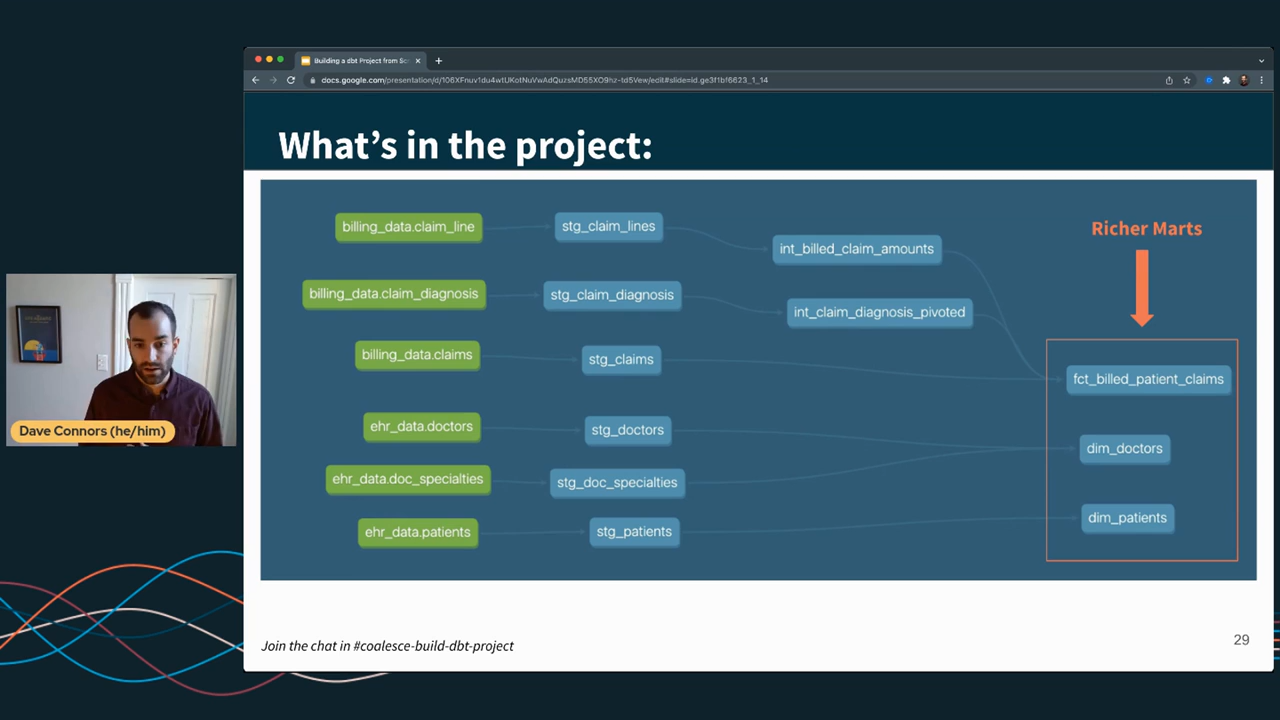 Building a dbt Project from Scr
docs.google.com/presentation/d/106XFnuv1du4wtUKotNuVwAdQuzsMD55XO9hz-td5Vew/edit#slide=id.ge3f1bf6623_1_14
What's in the project:
billing_data.claim_line
stg_claim_lines
int_billed_claim_amounts
Richer Marts
billing_data.claim_diagnosis
stg_claim_diagnosis
int_claim_diagnosis_pivoted
billing_data.claims
stg_claims
fct_billed_patient_claims
ehr_data.doctors
stg_doctors
dim_doctors
ehr_data.doc_specialties
stg_doc_specialties
ehr_data.patients
stg_patients
dim_patients
Dave Connors (he/him)
Join the chat in #coalesce-build-dbt-project
29